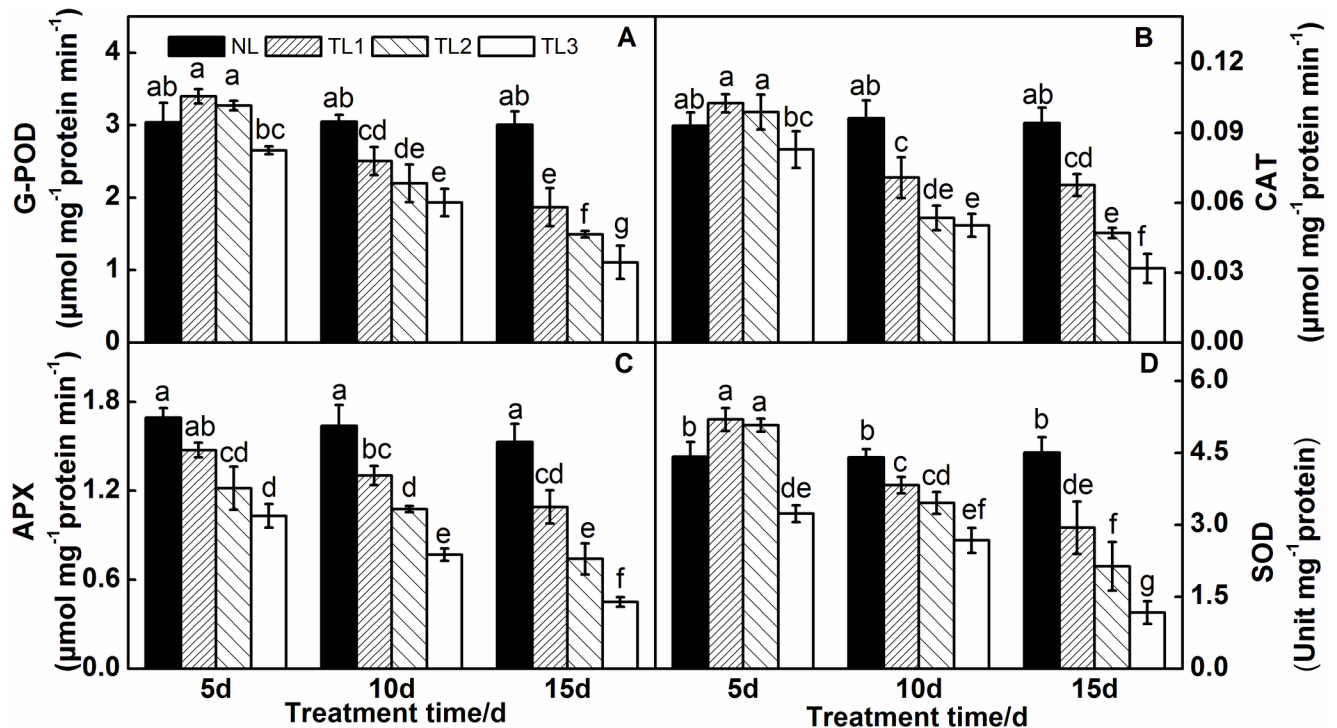 G-POD
(μmol mg⁻¹protein min⁻¹)
4
3
2
1
0
NL TL1 TL2 TL3
A
ab a a bc
ab cd de e
ab e f g
B
ab a a bc
ab c de e
ab cd e f
0.12
0.09
0.06
0.03
0.00
CAT
(μmol mg⁻¹protein min⁻¹)
APX
(μmol mg⁻¹protein min⁻¹)
1.8
1.2
0.6
0.0
C
a ab cd d
a bc d e
a cd e f
D
b a a de
b c cd ef
b de f g
6.0
4.5
3.0
1.5
0.0
SOD
(Unit mg⁻¹protein)
5d 10d 15d
Treatment time/d
5d 10d 15d
Treatment time/d